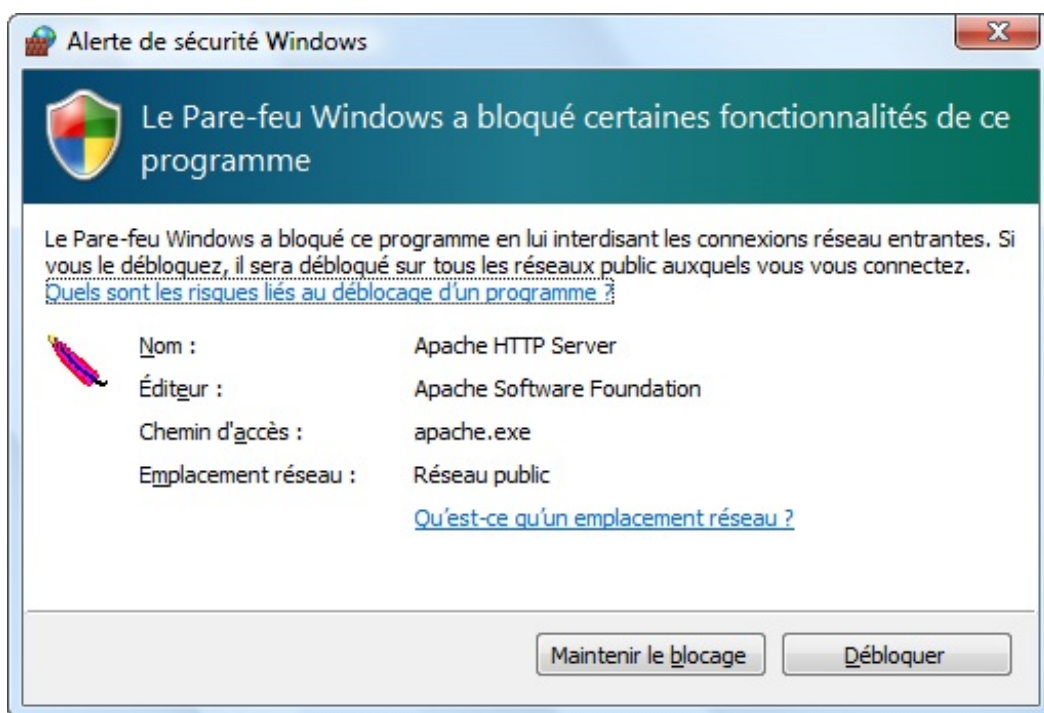 Alerte de sécurité Windows
Le Pare-feu Windows a bloqué certaines fonctionnalités de ce
programme
Le Pare-feu Windows a bloqué ce programme en lui interdisant les connexions réseau entrantes. Si
vous le débloquez, il sera débloqué sur tous les réseaux public auxquels vous vous connectez.
Quels sont les risques liés au déblocage d'un programme ?
Nom : Apache HTTP Server
Éditeur : Apache Software Foundation
Chemin d'accès : apache.exe
Emplacement réseau : Réseau public
Qu'est-ce qu'un emplacement réseau ?
Maintenir le blocage Débloquer